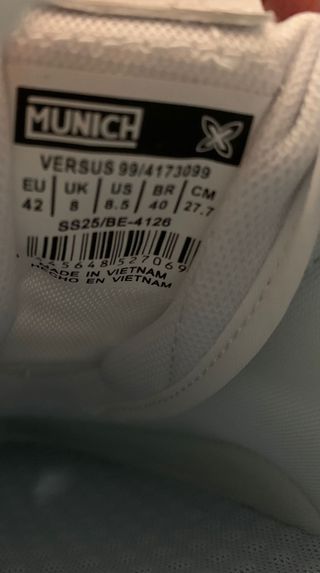 MUNICH
VERSUS 99/4173099
EU UK US BR CM
42 8 8.5 40 27.7
SS25/BE-4126
MADE IN VIETNAM
HECHO EN VIETNAM